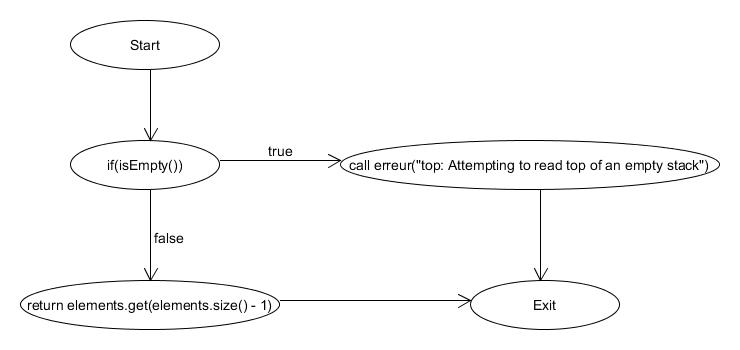 Start
if(isEmpty())
true
call erreur("top: Attempting to read top of an empty stack")
false
return elements.get(elements.size() - 1)
Exit